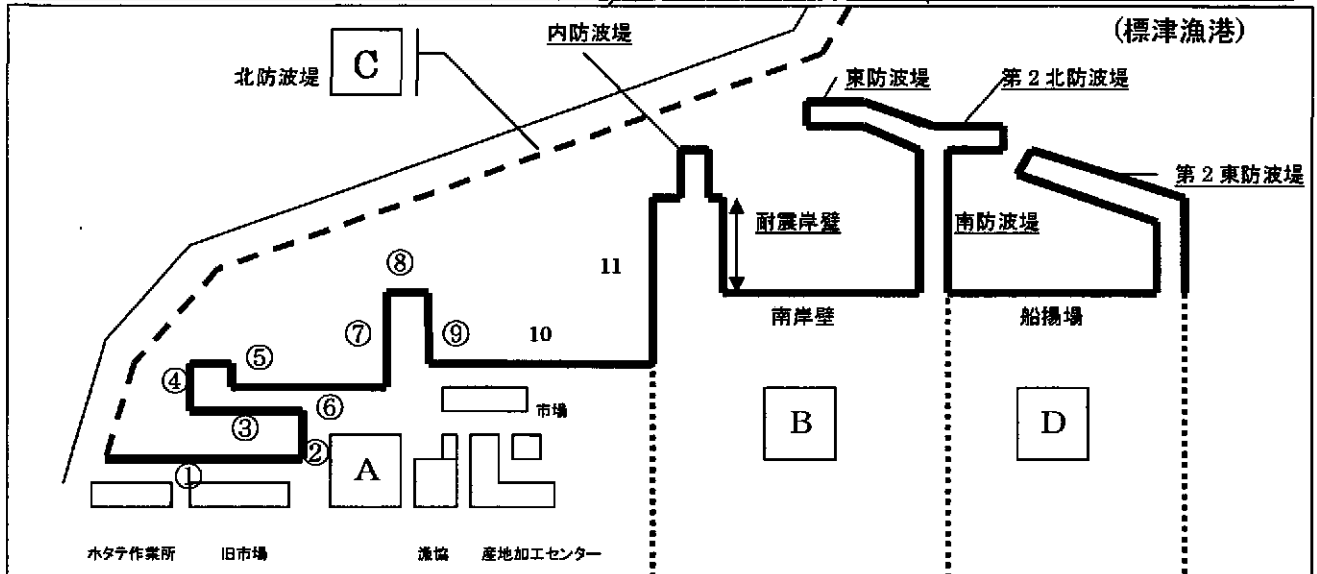 (標津漁港)
内防波堤
北防波堤
C
東防波堤
第2北防波堤
第2東防波堤
耐震岸壁
南防波堤
⑧
11
南岸壁
船揚場
⑦
⑨
10
⑤
④
⑥
市場
③
②
A
B
D
①
ホタテ作業所
旧市場
漁協
産地加工センター